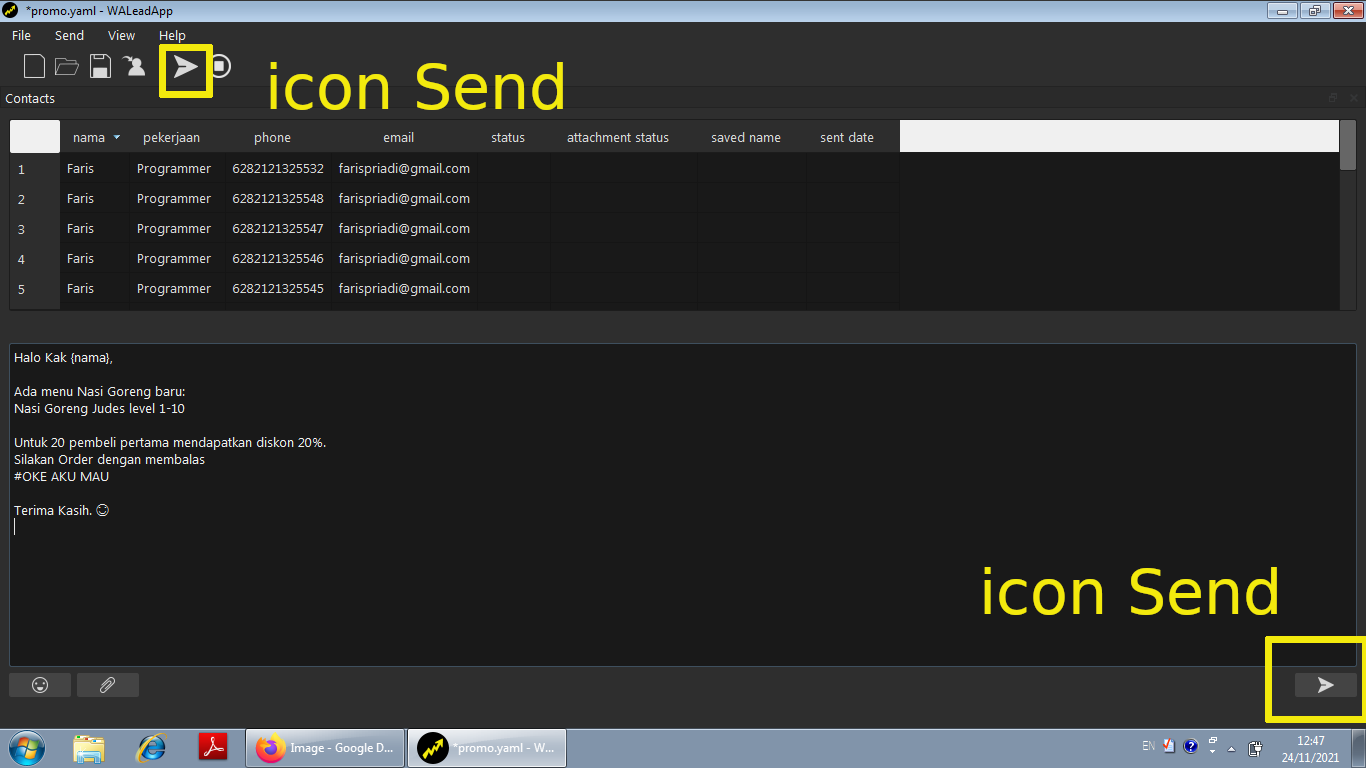 *promo.yaml - WALeadApp
File Send View Help
icon Send
Contacts
nama pekerjaan phone email status attachment status saved name sent date
1 Faris Programmer 6282121325532 farispriadi@gmail.com
2 Faris Programmer 6282121325548 farispriadi@gmail.com
3 Faris Programmer 6282121325547 farispriadi@gmail.com
4 Faris Programmer 6282121325546 farispriadi@gmail.com
5 Faris Programmer 6282121325545 farispriadi@gmail.com
Halo Kak {nama},
Ada menu Nasi Goreng baru:
Nasi Goreng Judes level 1-10
Untuk 20 pembeli pertama mendapatkan diskon 20%.
Silakan Order dengan membalas
#OKE AKU MAU
Terima Kasih. ☺
icon Send
Image - Google D... *promo.yaml - W... EN 12:47
24/11/2021